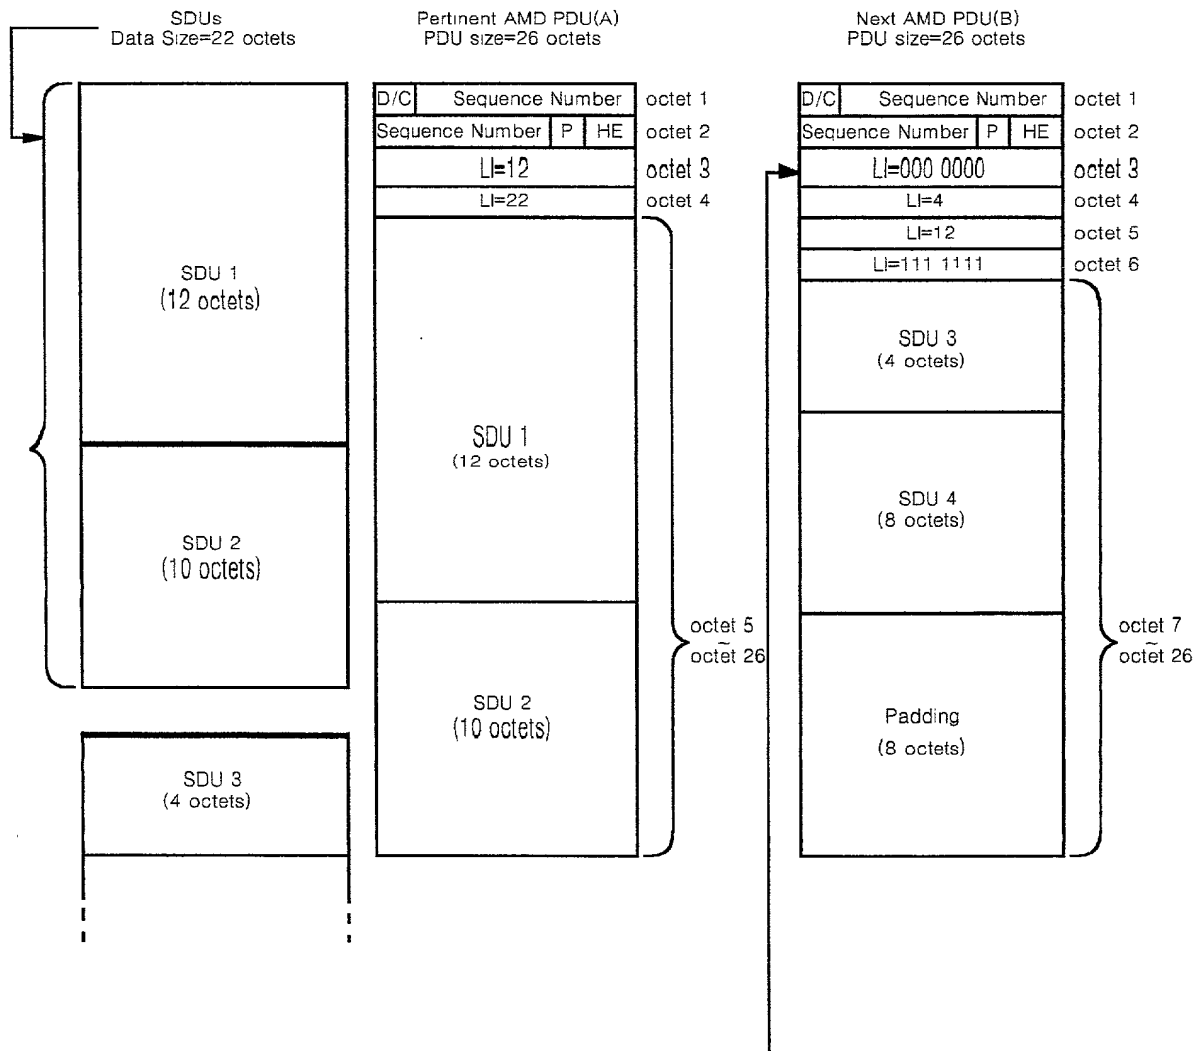 SDUs
Data Size=22 octets
SDU 1
(12 octets)
SDU 2
(10 octets)
SDU 3
(4 octets)
Pertinent AMD PDU(A)
PDU size=26 octets
D/C Sequence Number octet 1
Sequence Number P HE octet 2
LI=12 octet 3
LI=22 octet 4
SDU 1
(12 octets)
SDU 2
(10 octets)
octet 5
~
octet 26
Next AMD PDU(B)
PDU size=26 octets
D/C Sequence Number octet 1
Sequence Number P HE octet 2
LI=000 0000 octet 3
LI=4 octet 4
LI=12 octet 5
LI=111 1111 octet 6
SDU 3
(4 octets)
SDU 4
(8 octets)
Padding
(8 octets)
octet 7
~
octet 26